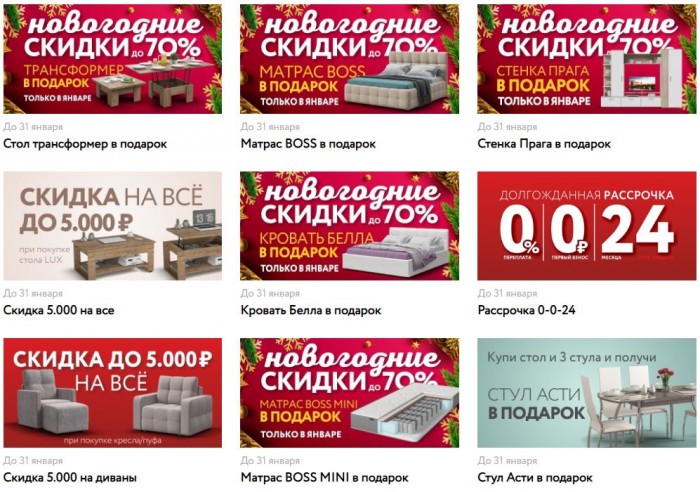 новогодние
СКИДКИ до 70%
ТРАНСФОРМЕР
В ПОДАРОК
ТОЛЬКО В ЯНВАРЕ
До 31 января
Стол трансформер в подарок
новогодние
СКИДКИ до 70%
МАТРАС BOSS
В ПОДАРОК
ТОЛЬКО В ЯНВАРЕ
До 31 января
Матрас BOSS в подарок
новогодние
СКИДКИ до 70%
СТЕНКА ПРАГА
В ПОДАРОК
ТОЛЬКО В ЯНВАРЕ
До 31 января
Стенка Прага в подарок
СКИДКА НА ВСЁ
ДО 5.000 ₽
при покупке
стола LUX
До 31 января
Скидка 5.000 на все
новогодние
СКИДКИ до 70%
КРОВАТЬ БЕЛЛА
В ПОДАРОК
ТОЛЬКО В ЯНВАРЕ
До 31 января
Кровать Белла в подарок
ДОЛГОЖДАННАЯ РАССРОЧКА
0% 0₽ 24
ПЕРЕПЛАТА ПЕРВЫЙ ВЗНОС МЕСЯЦА
До 31 января
Рассрочка 0-0-24
СКИДКА ДО 5.000 ₽
НА ВСЁ
при покупке кресла/пуфа
До 31 января
Скидка 5.000 на диваны
новогодние
СКИДКИ до 70%
МАТРАС BOSS MINI
В ПОДАРОК
ТОЛЬКО В ЯНВАРЕ
До 31 января
Матрас BOSS MINI в подарок
Купи стол и 3 стула и получи
СТУЛ АСТИ
В ПОДАРОК
До 31 января
Стул Асти в подарок